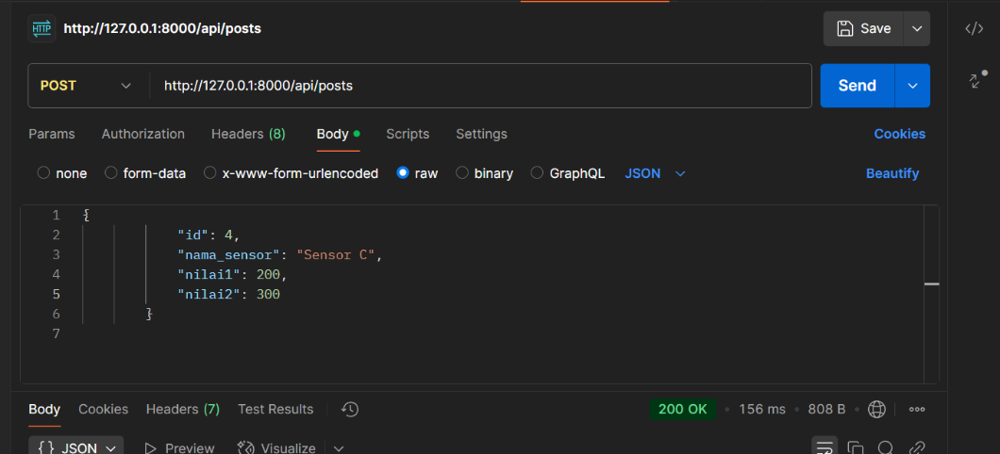 HTTP http://127.0.0.1:8000/api/posts Save
POST http://127.0.0.1:8000/api/posts Send
Params Authorization Headers (8) Body Scripts Settings Cookies
none form-data x-www-form-urlencoded raw binary GraphQL JSON Beautify
1 {
2 "id": 4,
3 "nama_sensor": "Sensor C",
4 "nilai1": 200,
5 "nilai2": 300
6 }
7
Body Cookies Headers (7) Test Results 200 OK • 156 ms • 808 B
{} JSON Preview Visualize